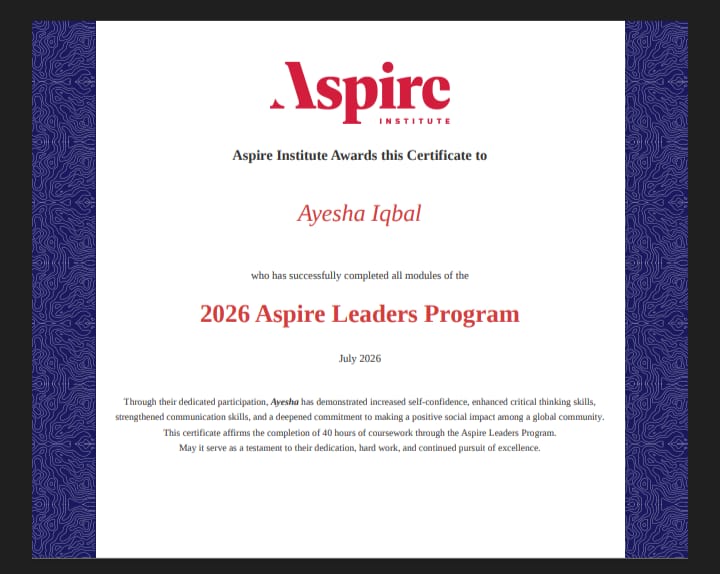 Aspire
INSTITUTE
Aspire Institute Awards this Certificate to
Ayesha Iqbal
who has successfully completed all modules of the
2026 Aspire Leaders Program
July 2026
Through their dedicated participation, Ayesha has demonstrated increased self-confidence, enhanced critical thinking skills,
strengthened communication skills, and a deepened commitment to making a positive social impact among a global community.
This certificate affirms the completion of 40 hours of coursework through the Aspire Leaders Program.
May it serve as a testament to their dedication, hard work, and continued pursuit of excellence.